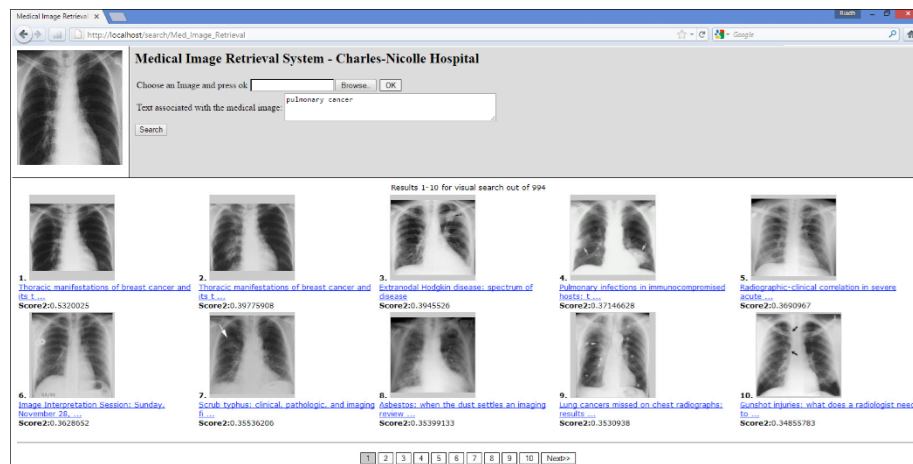 Medical Image Retrieval
Riadh
http://localhost/search/Med_Image_Retrieval
Google
Medical Image Retrieval System - Charles-Nicolle Hospital
Choose an Image and press ok
Browse..
OK
Text associated with the medical image:
pulmonary cancer
Search
Results 1-10 for visual search out of 994
1.
Thoracic manifestations of breast cancer and
its t ...
Score2:0.5320025
2.
Thoracic manifestations of breast cancer and
its t ...
Score2:0.39775908
3.
Extranodal Hodgkin disease: spectrum of
disease
Score2:0.3945526
4.
Pulmonary infections in immunocompromised
hosts: t ...
Score2:0.37146628
5.
Radiographic-clinical correlation in severe
acute ...
Score2:0.3690967
6.
Image Interpretation Session: Sunday,
November 28, ...
Score2:0.3628652
7.
Scrub typhus: clinical, pathologic, and imaging
fi ...
Score2:0.35536206
8.
Asbestos: when the dust settles an imaging
review ...
Score2:0.35399133
9.
Lung cancers missed on chest radiographs:
results ...
Score2:0.3530938
10.
Gunshot injuries: what does a radiologist need
to ...
Score2:0.34855783
1 2 3 4 5 6 7 8 9 10 Next>>